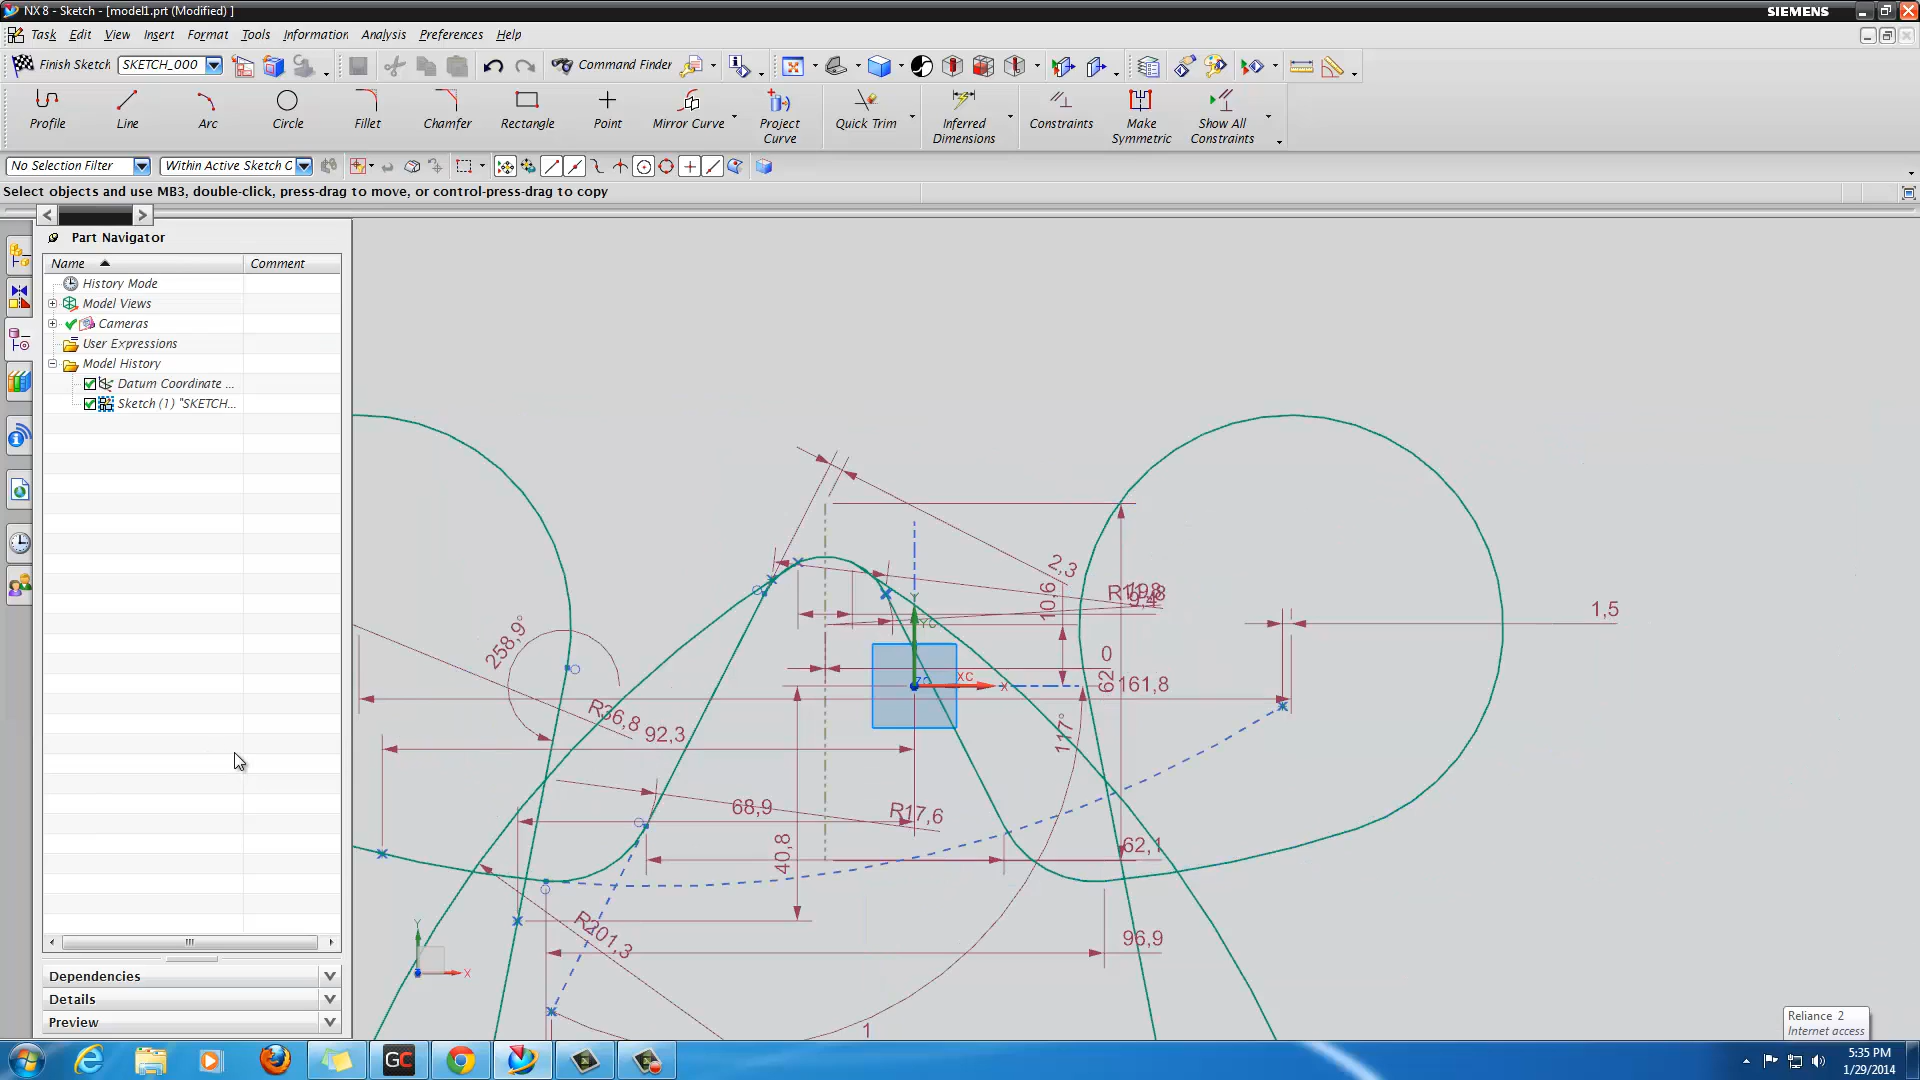 NX 8 - Sketch - [model1.prt (Modified) ]
SIEMENS
Task Edit View Insert Format Tools Information Analysis Preferences Help
Finish Sketch SKETCH_000 Command Finder
Profile Line Arc Circle Fillet Chamfer Rectangle Point Mirror Curve Project Curve Quick Trim Inferred Dimensions Constraints Make Symmetric Show All Constraints
No Selection Filter Within Active Sketch O
Select objects and use MB3, double-click, press-drag to move, or control-press-drag to copy
Part Navigator
Name Comment
History Mode
Model Views
Cameras
User Expressions
Model History
Datum Coordinate ...
Sketch (1) "SKETCH...
Dependencies
Details
Preview
2,3
10,6
1,5
258,9°
0
62
161,8
XC
X
Y
R36,8
92,3
117°
68,9
R17,6
40,8
62,1
R201,3
96,9
Y
X
1
Reliance 2
Internet access
GC
5:35 PM
1/29/2014